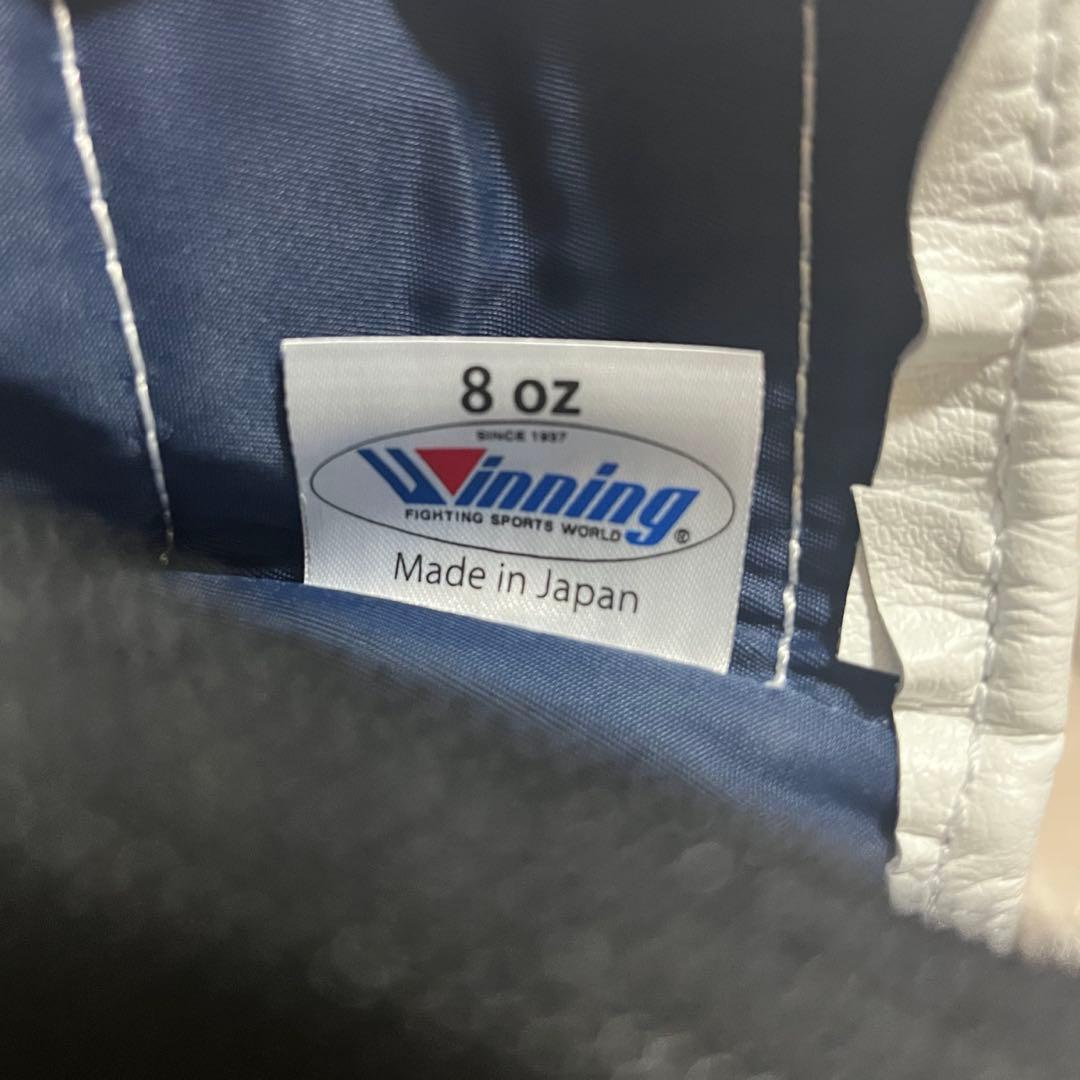 8 oz
SINCE 1937
Winning
FIGHTING SPORTS WORLD ®
Made in Japan